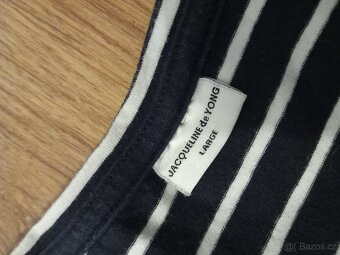 JACQUELINE de YONG
LARGE
© Bazos.cz